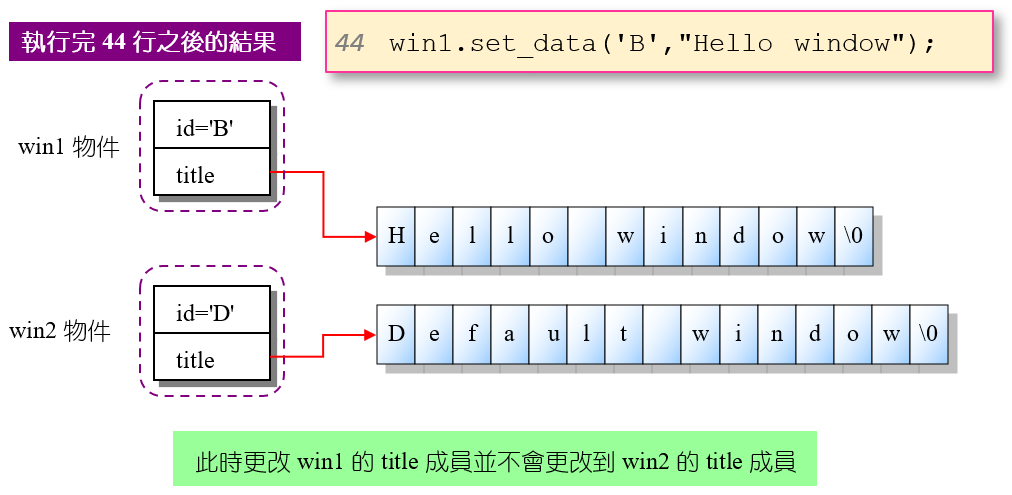 執行完 44 行之後的結果
44 win1.set_data('B',"Hello window");
id='B'
win1 物件
title
H e l l o w i n d o w \0
id='D'
win2 物件
title
D e f a u l t w i n d o w \0
此時更改 win1 的 title 成員並不會更改到 win2 的 title 成員